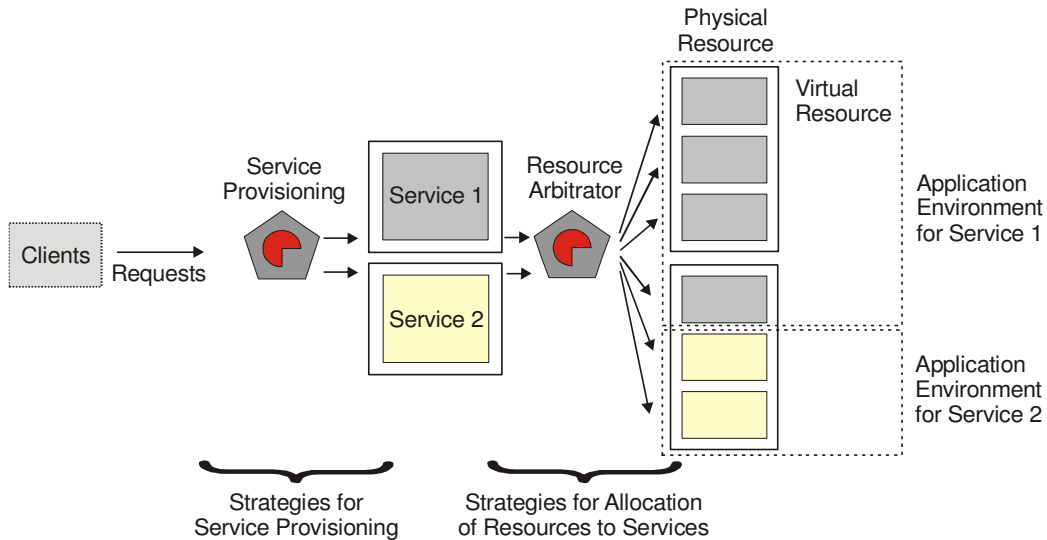 Physical
Resource
Virtual
Resource
Service
Provisioning
Service 1
Resource
Arbitrator
Application
Environment
for Service 1
Clients
Requests
Service 2
Application
Environment
for Service 2
Strategies for
Service Provisioning
Strategies for Allocation
of Resources to Services